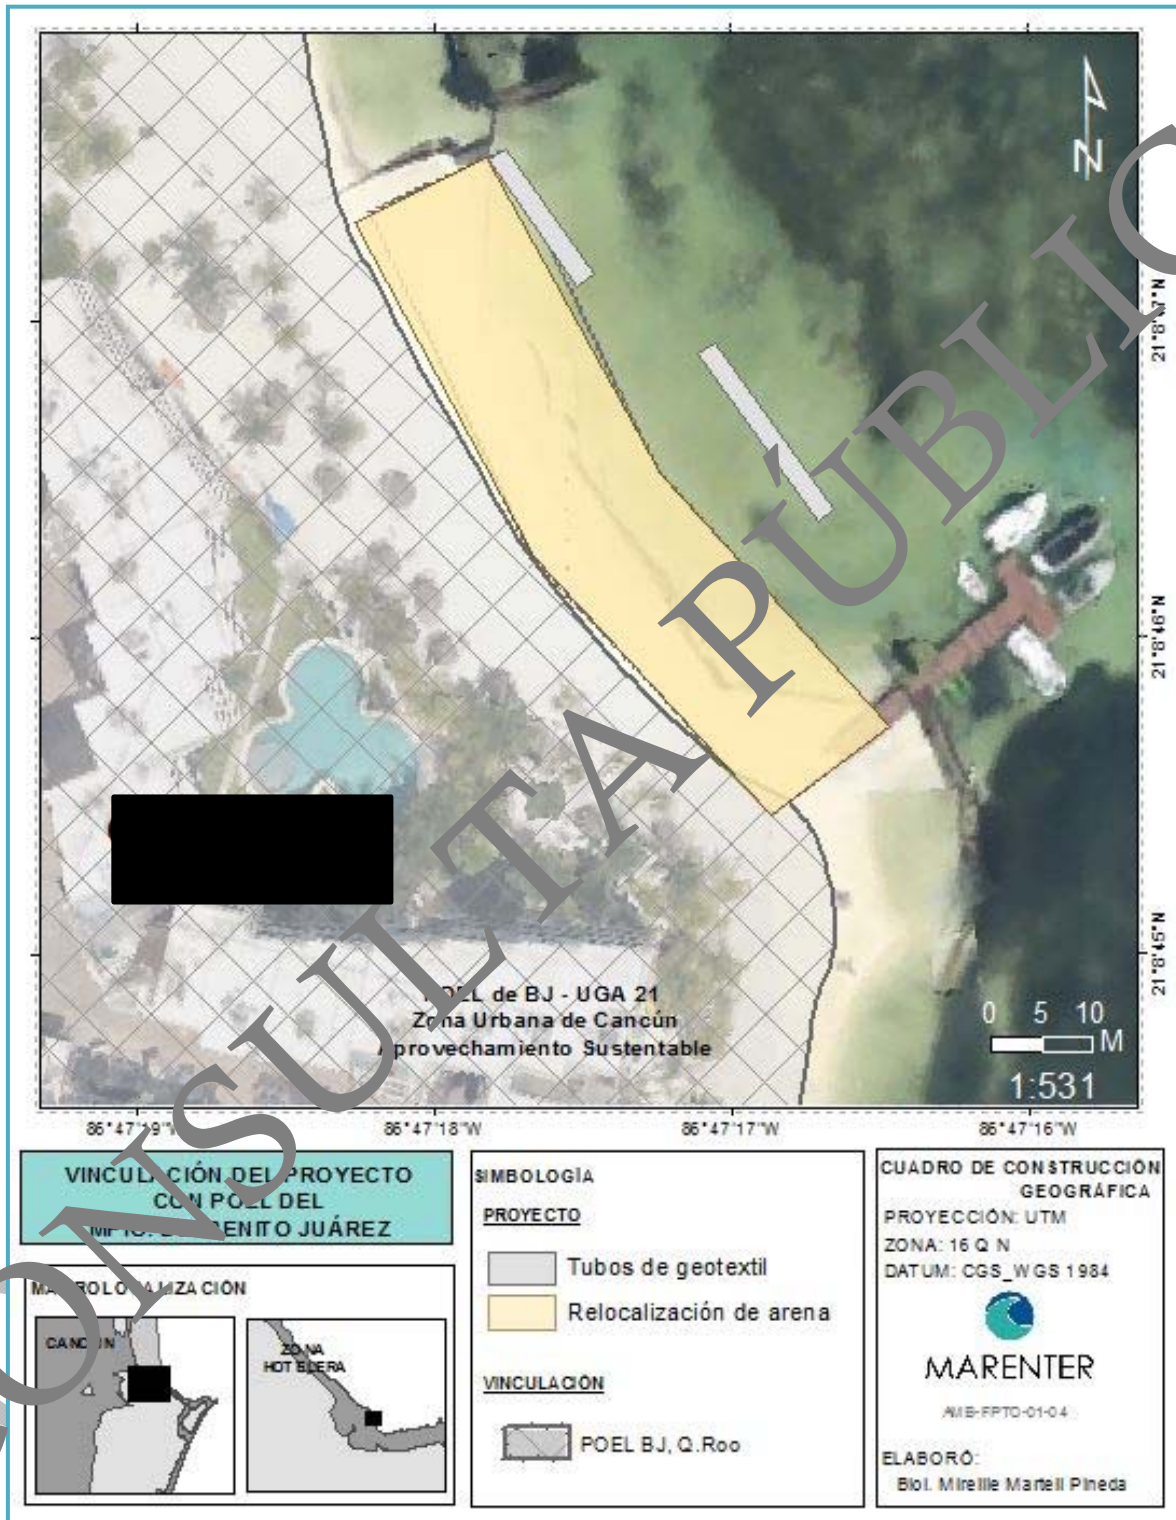 N
21°8'47"N
21°8'46"N
21°8'45"N
POEL de BJ - UGA 21
Zona Urbana de Cancún
Aprovechamiento Sustentable
0 5 10
M
1:531
86°47'19"W 86°47'18"W 86°47'17"W 86°47'16"W
CONSULTA PÚBLIC
VINCULACIÓN DEL PROYECTO
CON POEL DEL
MPIO. DE BENITO JUÁREZ
MACROLOCALIZACIÓN
CANCUN
ZONA
HOTELERA
SIMBOLOGÍA
PROYECTO
Tubos de geotextil
Relocalización de arena
VINCULACIÓN
POEL BJ, Q.Roo
CUADRO DE CONSTRUCCIÓN
GEOGRÁFICA
PROYECCIÓN: UTM
ZONA: 16 Q N
DATUM: CGS_WGS 1984
MARENTER
AMB-FPTO-01-04
ELABORÓ:
Biol. Mireille Martell Pineda